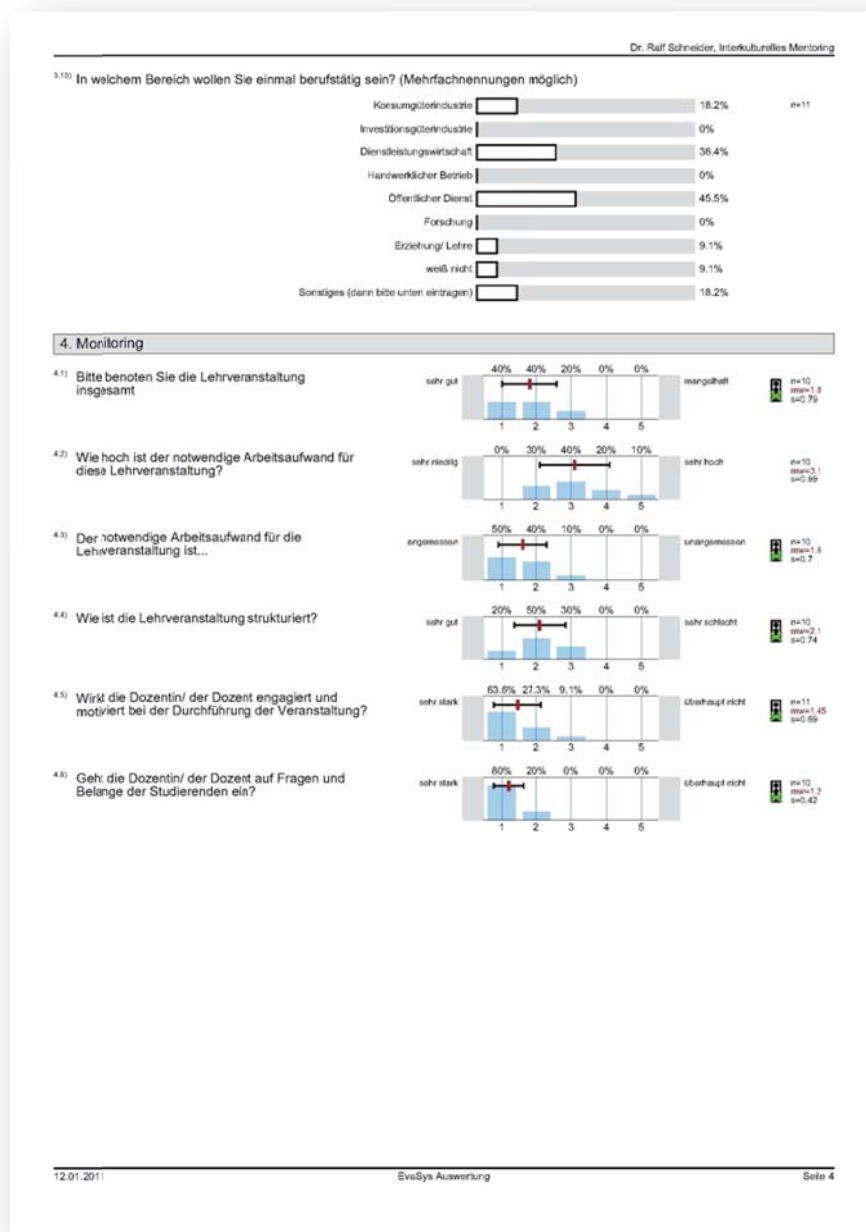 Dr. Ralf Schneider, Interkulturelles Mentoring
3.10) In welchem Bereich wollen Sie einmal berufstätig sein? (Mehrfachnennungen möglich)
Konsumgüterindustrie 18.2% n=11
Investitionsgüterindustrie 0%
Dienstleistungswirtschaft 36.4%
Handwerklicher Betrieb 0%
Öffentlicher Dienst 45.5%
Forschung 0%
Erziehung/ Lehre 9.1%
weiß nicht 9.1%
Sonstiges (dann bitte unten eintragen) 18.2%
4. Monitoring
4.1) Bitte benoten Sie die Lehrveranstaltung
insgesamt
40% 40% 20% 0% 0%
sehr gut mangelhaft
1 2 3 4 5
n=10
mw=1.8
s=0.79
4.2) Wie hoch ist der notwendige Arbeitsaufwand für
diese Lehrveranstaltung?
0% 30% 40% 20% 10%
sehr niedrig sehr hoch
1 2 3 4 5
n=10
mw=3.1
s=0.99
4.3) Der notwendige Arbeitsaufwand für die
Lehrveranstaltung ist...
50% 40% 10% 0% 0%
angemessen unangemessen
1 2 3 4 5
n=10
mw=1.6
s=0.7
4.4) Wie ist die Lehrveranstaltung strukturiert?
20% 50% 30% 0% 0%
sehr gut sehr schlecht
1 2 3 4 5
n=10
mw=2.1
s=0.74
4.5) Wirkt die Dozentin/ der Dozent engagiert und
motiviert bei der Durchführung der Veranstaltung?
63.6% 27.3% 9.1% 0% 0%
sehr stark überhaupt nicht
1 2 3 4 5
n=11
mw=1.45
s=0.69
4.6) Geht die Dozentin/ der Dozent auf Fragen und
Belange der Studierenden ein?
80% 20% 0% 0% 0%
sehr stark überhaupt nicht
1 2 3 4 5
n=10
mw=1.2
s=0.42
12.01.2011 EvaSys Auswertung Seite 4